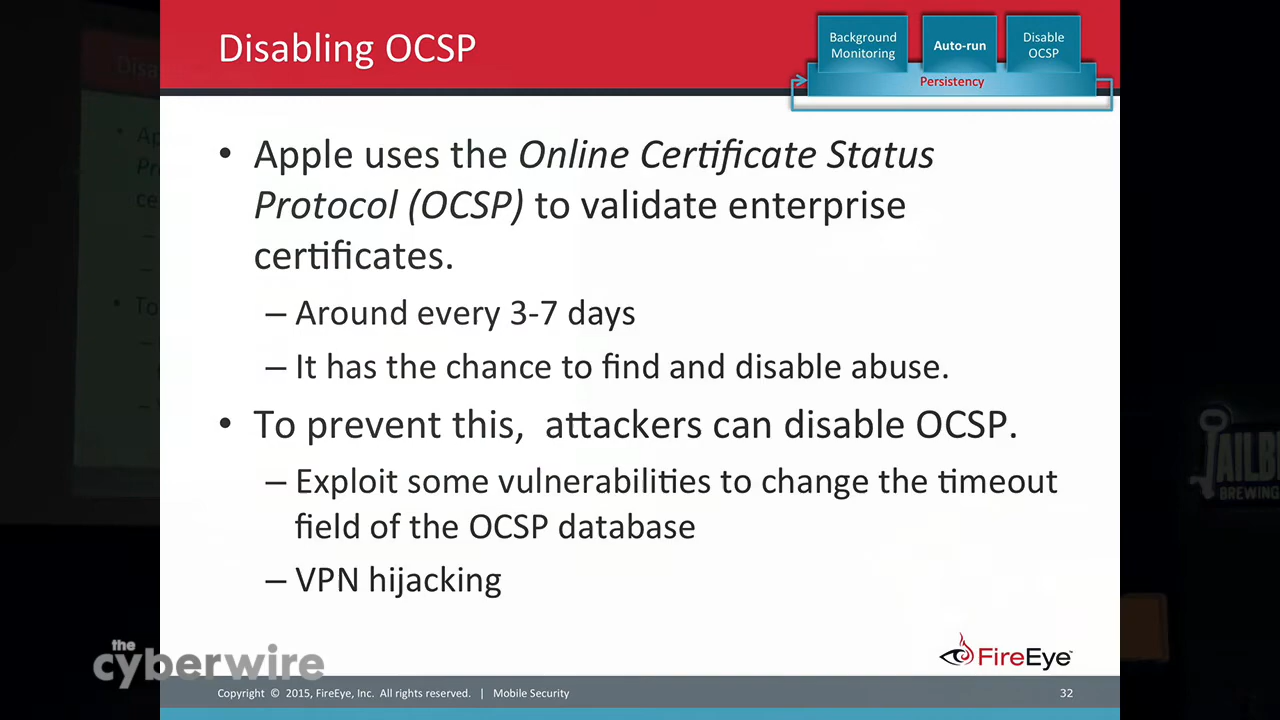 Disabling OCSP
Background
Monitoring
Auto-run
Disable
OCSP
Persistency
• Apple uses the Online Certificate Status
Protocol (OCSP) to validate enterprise
certificates.
– Around every 3-7 days
– It has the chance to find and disable abuse.
• To prevent this,  attackers can disable OCSP.
– Exploit some vulnerabilities to change the timeout
field of the OCSP database
– VPN hijacking
the
cyberwire
FireEye™
Copyright © 2015, FireEye, Inc. All rights reserved. | Mobile Security
32
BREWING